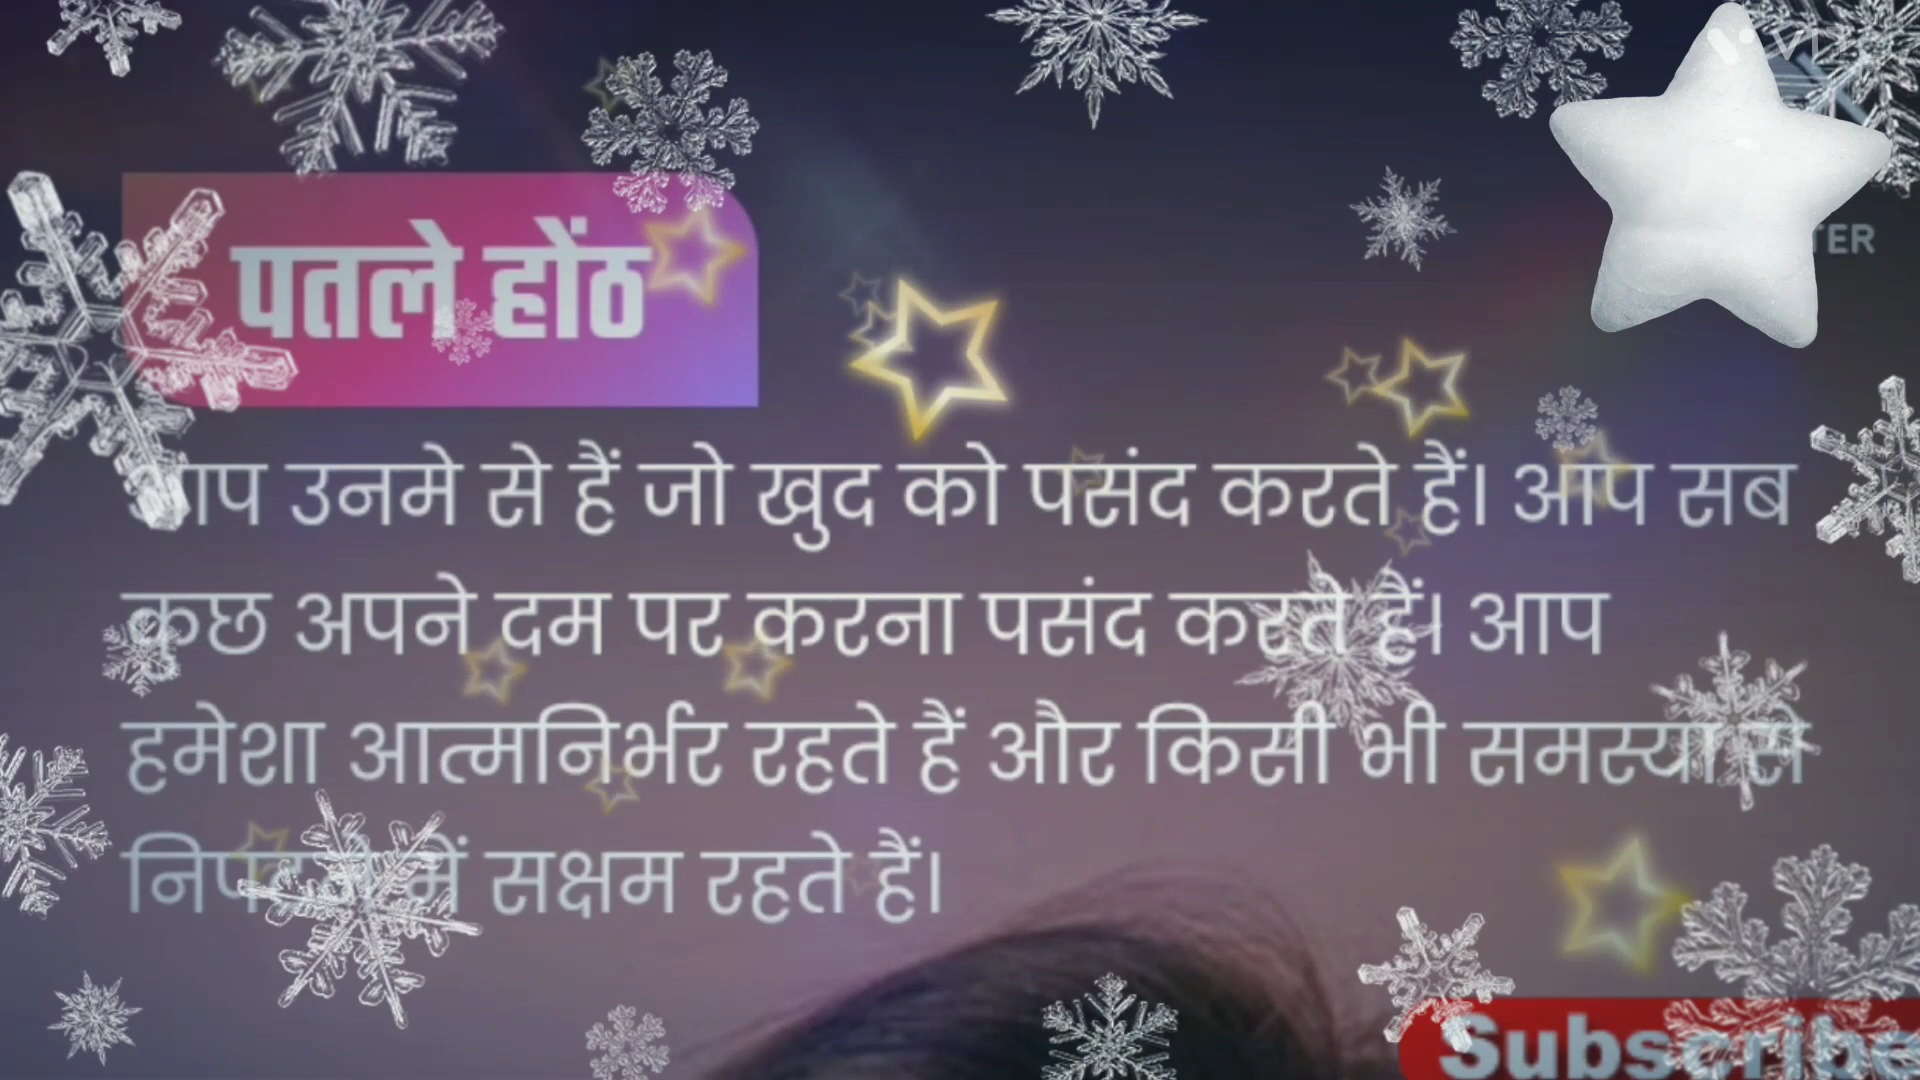 पतले होंठ
आप उनमे से हैं जो खुद को पसंद करते हैं। आप सब
कुछ अपने दम पर करना पसंद करते हैं। आप
हमेशा आत्मनिर्भर रहते हैं और किसी भी समस्या से
निपटने में सक्षम रहते हैं।
Subscribe